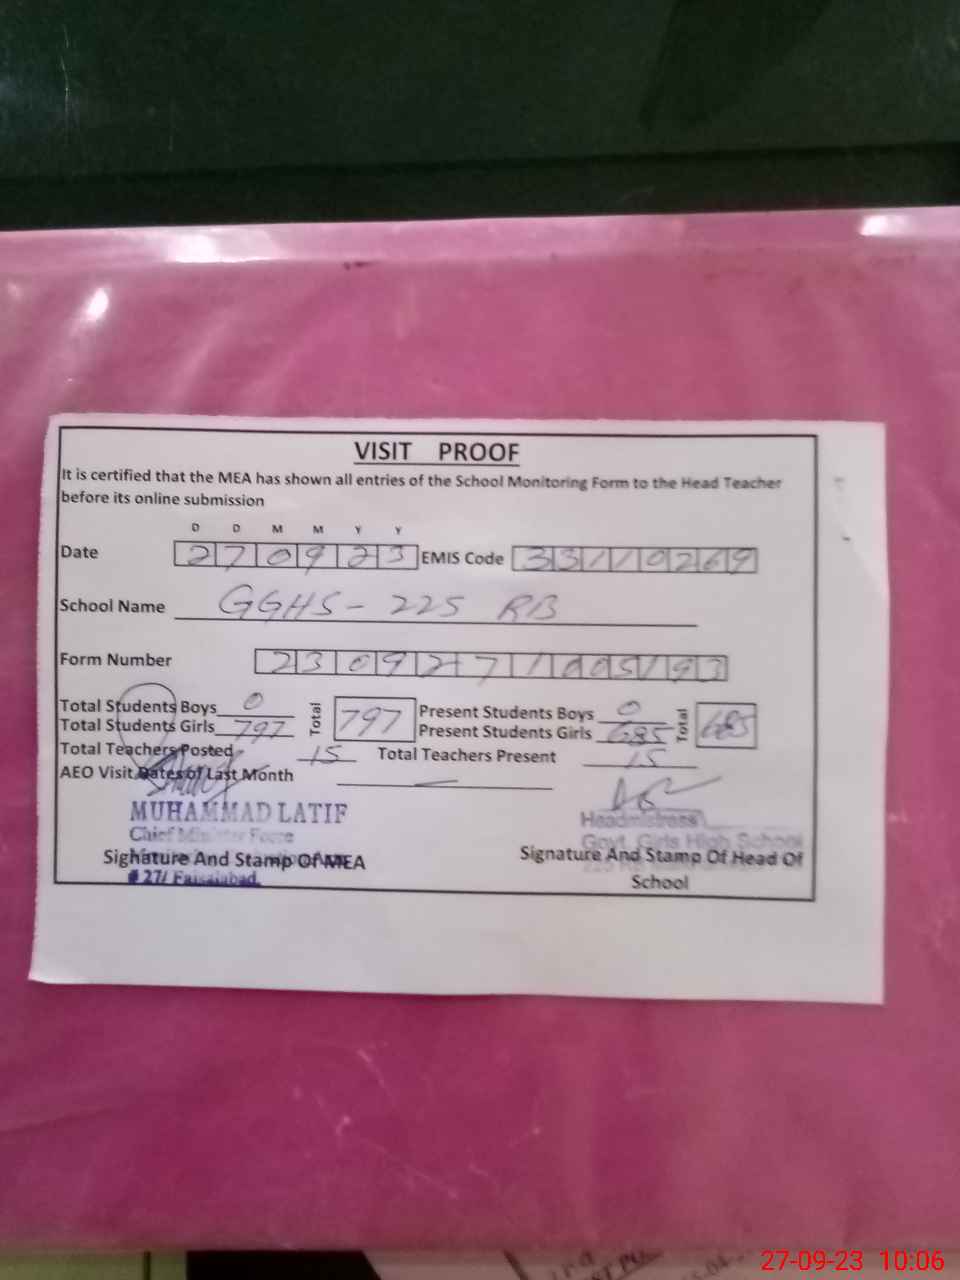 VISIT PROOF
It is certified that the MEA has shown all entries of the School Monitoring Form to the Head Teacher
before its online submission
D D M M Y Y
Date 270923 EMIS Code 33110269
School Name GGHS - 225 RB
Form Number 2309271005193
Total Students Boys 0 Total 797 Present Students Boys 0 Total 685
Total Students Girls 797 Present Students Girls 685
Total Teachers Posted 15 Total Teachers Present 15
AEO Visit Dates of Last Month
MUHAMMAD LATIF
Chief Minister Force
Headmistress
Govt. Girls High School
Signature And Stamp Of MEA
Signature And Stamp Of Head Of
School
# 27/ Faisalabad
27-09-23 10:06